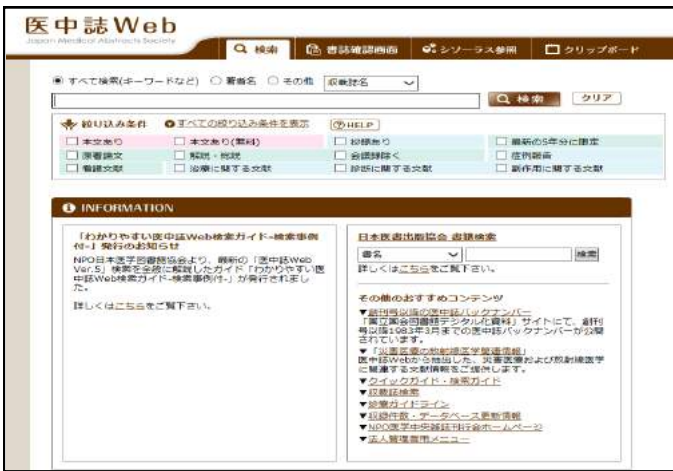 医中誌Web
Japan Medical Abstracts Society
検索 書誌確認画面 シソーラス参照 クリップボード
すべて検索(キーワードなど) 著者名 その他 収載誌名
検索 クリア
絞り込み条件 すべての絞り込み条件を表示 HELP
本文あり 本文あり(無料) 抄録あり 最新の5年分に限定
原著論文 解説・総説 会議録除く 症例報告
看護文献 治療に関する文献 診断に関する文献 副作用に関する文献
INFORMATION
「わかりやすい医中誌Web検索ガイド-検索事例
付-」発行のお知らせ
NPO日本医学図書館協会より、最新の「医中誌Web
Ver.5」検索を全般に解説したガイド「わかりやすい医
中誌Web検索ガイド-検索事例付-」が発行されまし
た。
詳しくはこちらをご覧下さい。
日本医書出版協会 書籍検索
書名 検索
詳しくはこちらをご覧下さい。
その他のおすすめコンテンツ
▼創刊号以降の医中誌バックナンバー
「国立国会図書館デジタル化資料」サイトにて、創刊
号以降1983年3月までの医中誌バックナンバーが公開
されています。
▼「災害医療の放射線医学関連情報」
医中誌Webから抽出した、災害医療および放射線医学
に関連する文献情報をご提供します。
▼クイックガイド・検索ガイド
▼収載誌検索
▼診療ガイドライン
▼収録件数・データベース更新情報
▼NPO医学中央雑誌刊行会ホームページ
▼法人管理者用メニュー